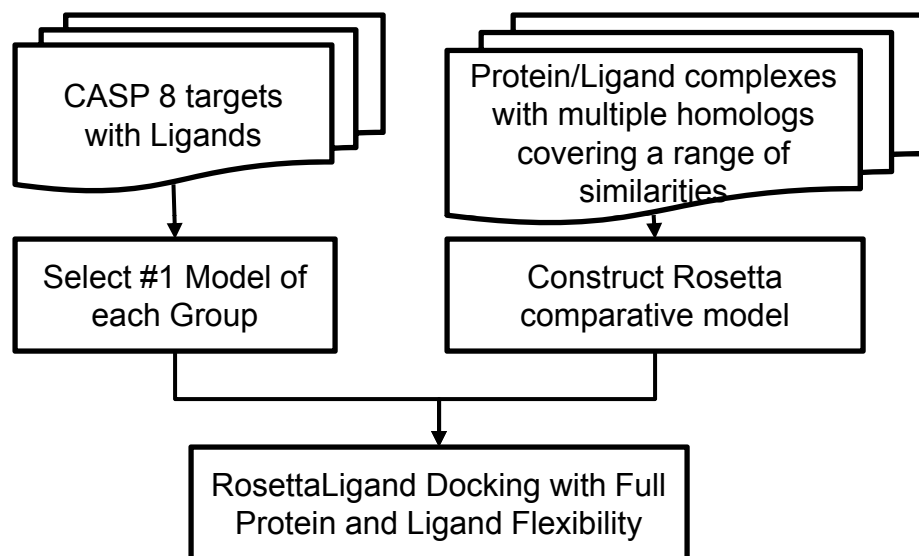 CASP 8 targets
with Ligands
Protein/Ligand complexes
with multiple homologs
covering a range of
similarities
Select #1 Model of
each Group
Construct Rosetta
comparative model
RosettaLigand Docking with Full
Protein and Ligand Flexibility